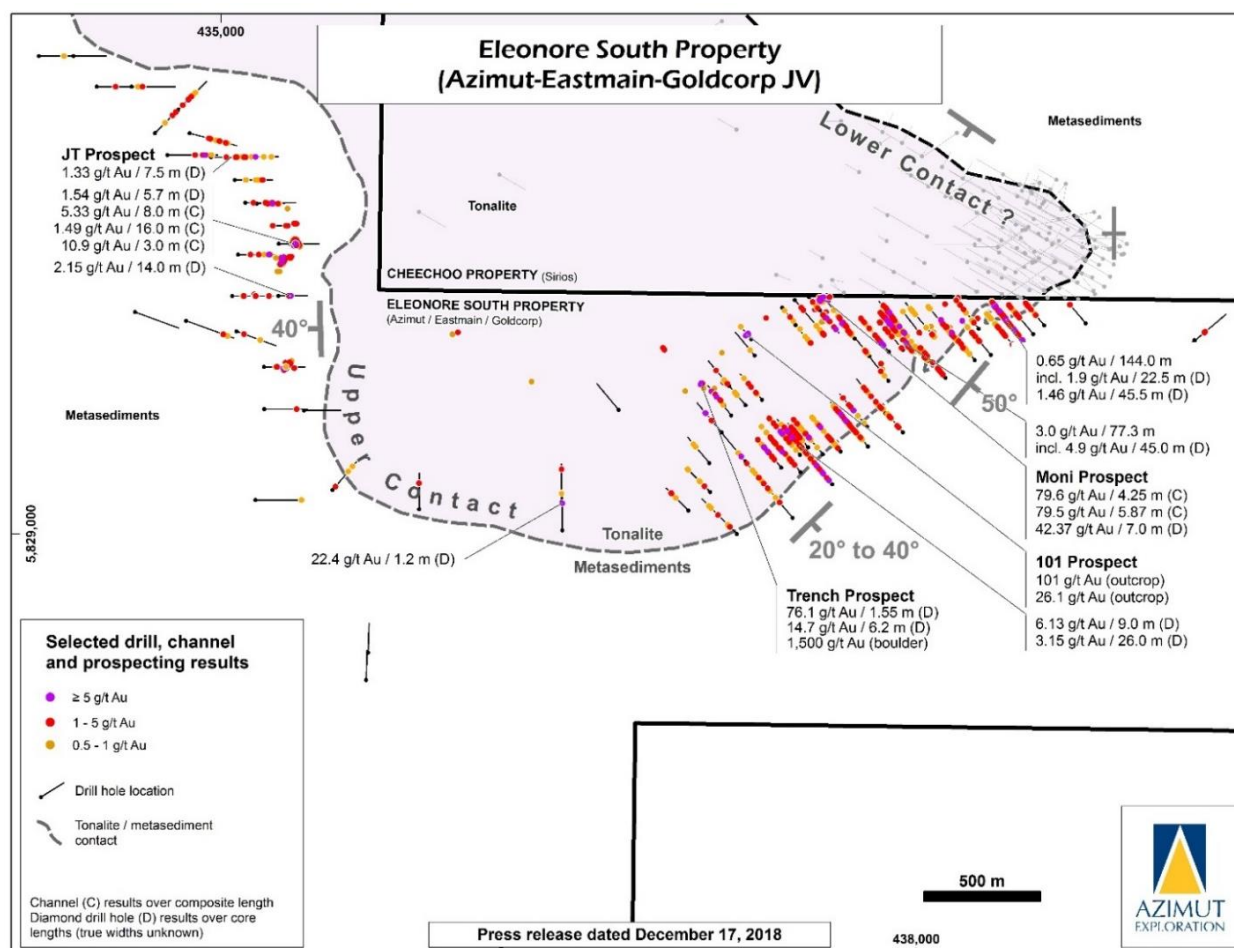 435,000
Eleonore South Property
(Azimut-Eastmain-Goldcorp JV)
Metasediments
Lower Contact ?
JT Prospect
1.33 g/t Au / 7.5 m (D)
1.54 g/t Au / 5.7 m (D)
5.33 g/t Au / 8.0 m (C)
1.49 g/t Au / 16.0 m (C)
10.9 g/t Au / 3.0 m (C)
2.15 g/t Au / 14.0 m (D)
Tonalite
CHEECHOO PROPERTY (Sirios)
ELEONORE SOUTH PROPERTY
(Azimut / Eastmain / Goldcorp)
40°
Metasediments
Upper Contact
50°
0.65 g/t Au / 144.0 m
incl. 1.9 g/t Au / 22.5 m (D)
1.46 g/t Au / 45.5 m (D)
3.0 g/t Au / 77.3 m
incl. 4.9 g/t Au / 45.0 m (D)
Moni Prospect
79.6 g/t Au / 4.25 m (C)
79.5 g/t Au / 5.87 m (C)
42.37 g/t Au / 7.0 m (D)
5,829,000
22.4 g/t Au / 1.2 m (D)
Tonalite
Metasediments
20° to 40°
101 Prospect
101 g/t Au (outcrop)
26.1 g/t Au (outcrop)
6.13 g/t Au / 9.0 m (D)
3.15 g/t Au / 26.0 m (D)
Trench Prospect
76.1 g/t Au / 1.55 m (D)
14.7 g/t Au / 6.2 m (D)
1,500 g/t Au (boulder)
Selected drill, channel
and prospecting results
≥ 5 g/t Au
1 - 5 g/t Au
0.5 - 1 g/t Au
Drill hole location
Tonalite / metasediment
contact
Channel (C) results over composite length
Diamond drill hole (D) results over core
lengths (true widths unknown)
500 m
AZIMUT
EXPLORATION
Press release dated December 17, 2018
438,000